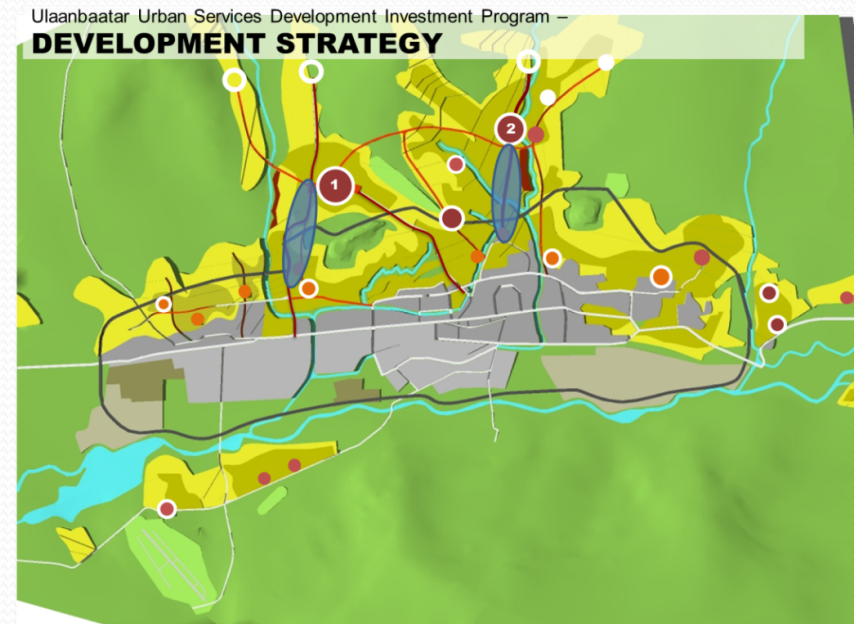 Ulaanbaatar Urban Services Development Investment Program –
DEVELOPMENT STRATEGY
2
1